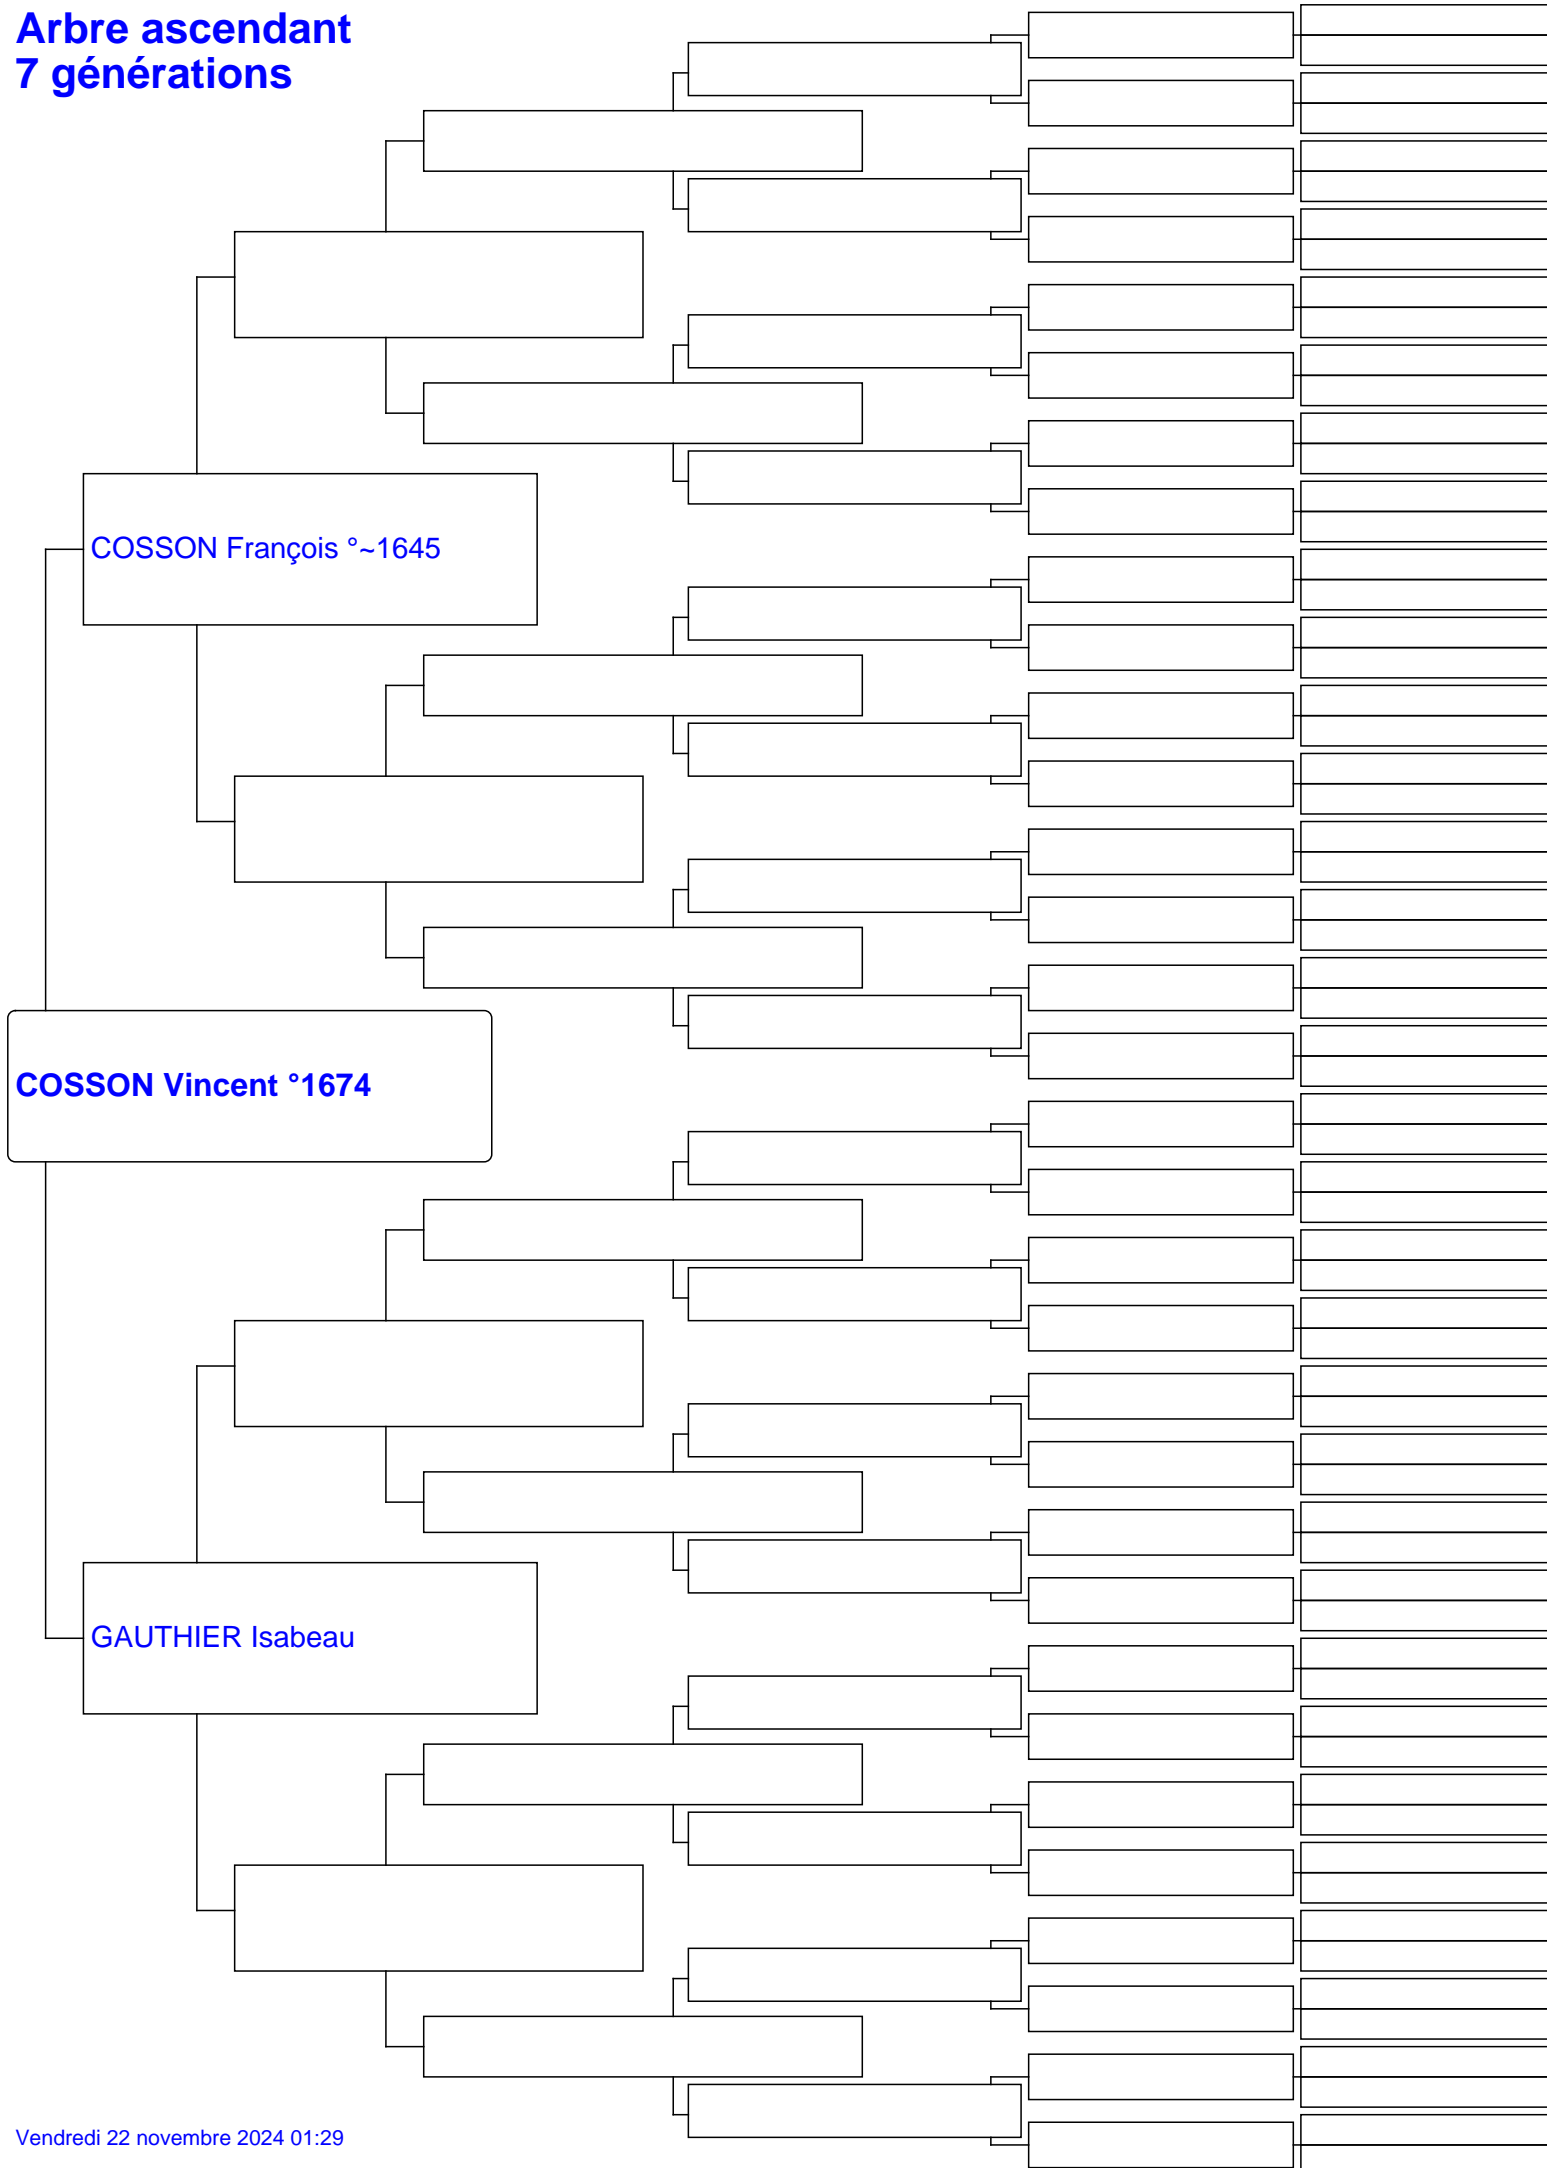 Arbre ascendant
7 générations
COSSON François °~1645
COSSON Vincent °1674
GAUTHIER Isabeau
Vendredi 22 novembre 2024 01:29